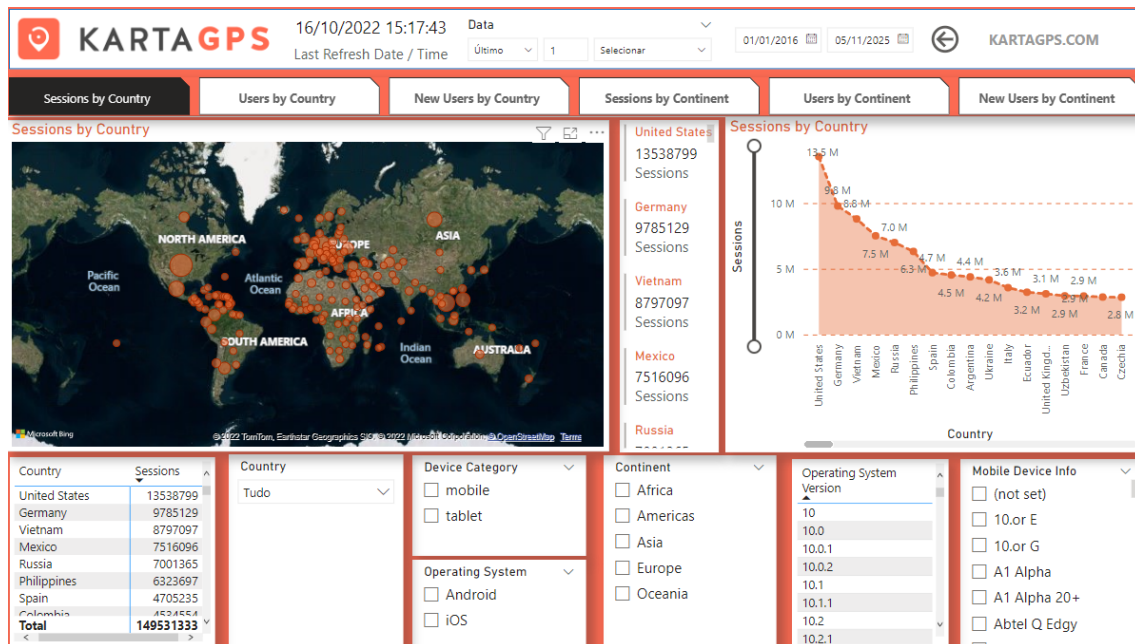 KARTAGPS
16/10/2022 15:17:43
Last Refresh Date / Time
Data
Último
1
Selecionar
01/01/2016
05/11/2025
KARTAGPS.COM
Sessions by Country
Users by Country
New Users by Country
Sessions by Continent
Users by Continent
New Users by Continent
Sessions by Country
NORTH AMERICA
EUROPE
ASIA
Pacific
Ocean
Atlantic
Ocean
AFRICA
SOUTH AMERICA
Indian
Ocean
AUSTRALIA
Microsoft Bing
© 2022 TomTom, Earthstar Geographics SIO, © 2022 Microsoft Corporation, © OpenStreetMap Terms
United States
13538799
Sessions
Germany
9785129
Sessions
Vietnam
8797097
Sessions
Mexico
7516096
Sessions
Russia
Sessions by Country
Sessions
10 M
5 M
0 M
13.5 M
9.8 M
8.8 M
7.5 M
7.0 M
6.3 M
4.7 M
4.5 M
4.4 M
4.2 M
3.6 M
3.2 M
3.1 M
2.9 M
2.9 M
2.9 M
2.8 M
United States
Germany
Vietnam
Mexico
Russia
Philippines
Spain
Colombia
Argentina
Ukraine
Italy
Ecuador
United Kingd...
Uzbekistan
France
Canada
Czechia
Country
Country Sessions
United States 13538799
Germany 9785129
Vietnam 8797097
Mexico 7516096
Russia 7001365
Philippines 6323697
Spain 4705235
Colombia 4534554
Total 149531333
Country
Tudo
Device Category
mobile
tablet
Operating System
Android
iOS
Continent
Africa
Americas
Asia
Europe
Oceania
Operating System
Version
10
10.0
10.0.1
10.0.2
10.1
10.1.1
10.2
10.2.1
Mobile Device Info
(not set)
10.or E
10.or G
A1 Alpha
A1 Alpha 20+
Abtel Q Edgy